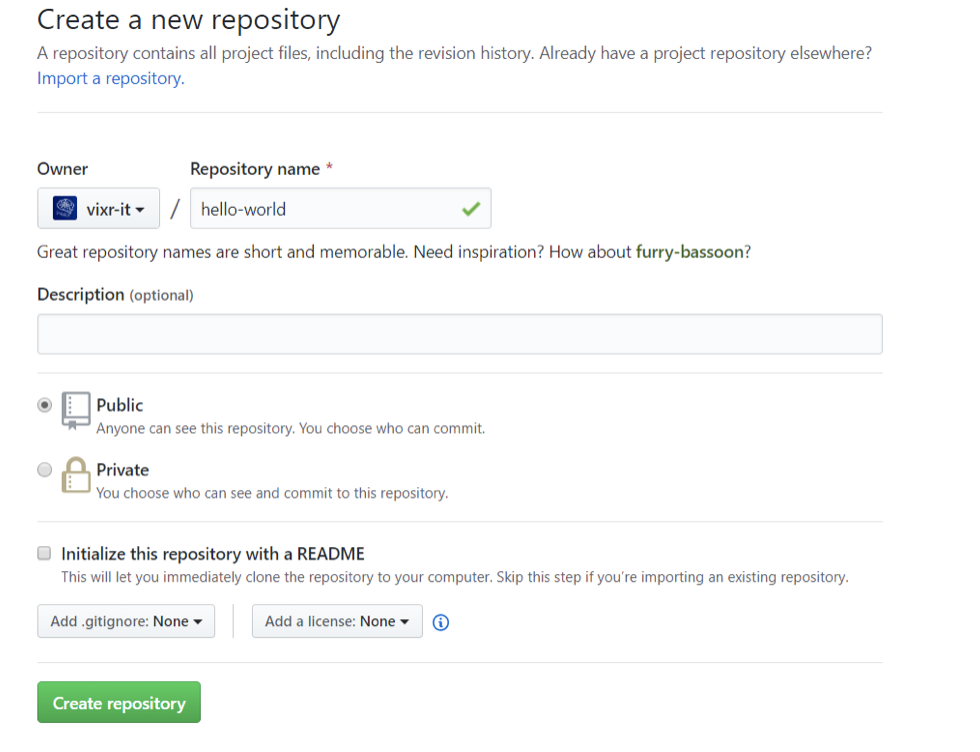 Create a new repository
A repository contains all project files, including the revision history. Already have a project repository elsewhere?
Import a repository.
Owner
Repository name *
vixr-it / hello-world
Great repository names are short and memorable. Need inspiration? How about furry-bassoon?
Description (optional)
Public
Anyone can see this repository. You choose who can commit.
Private
You choose who can see and commit to this repository.
Initialize this repository with a README
This will let you immediately clone the repository to your computer. Skip this step if you're importing an existing repository.
Add .gitignore: None
Add a license: None
Create repository